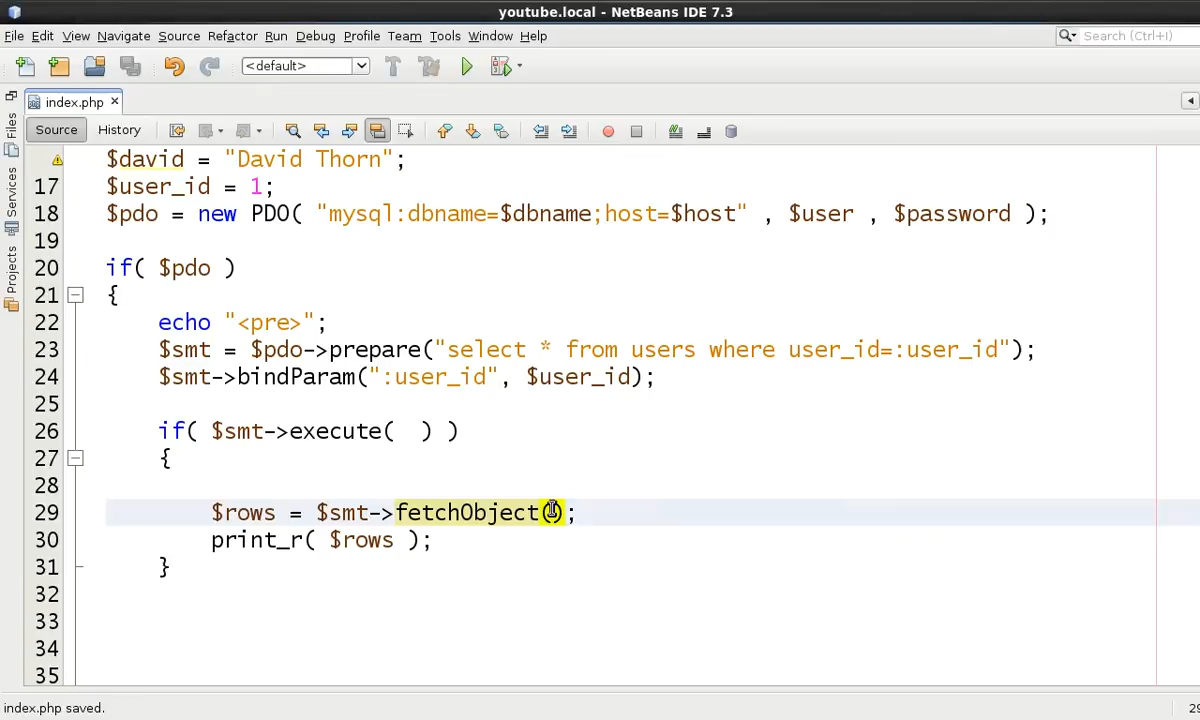 youtube.local - NetBeans IDE 7.3
File Edit View Navigate Source Refactor Run Debug Profile Team Tools Window Help
Search (Ctrl+I)
<default>
index.php
Source History
Files
Services
Projects
$david = "David Thorn";
17 $user_id = 1;
18 $pdo = new PDO( "mysql:dbname=$dbname;host=$host" , $user , $password );
19
20 if( $pdo )
21 {
22 echo "<pre>";
23 $smt = $pdo->prepare("select * from users where user_id=:user_id");
24 $smt->bindParam(":user_id", $user_id);
25
26 if( $smt->execute(  ) )
27 {
28
29 $rows = $smt->fetchObject();
30 print_r( $rows );
31 }
32
33
34
35
index.php saved.